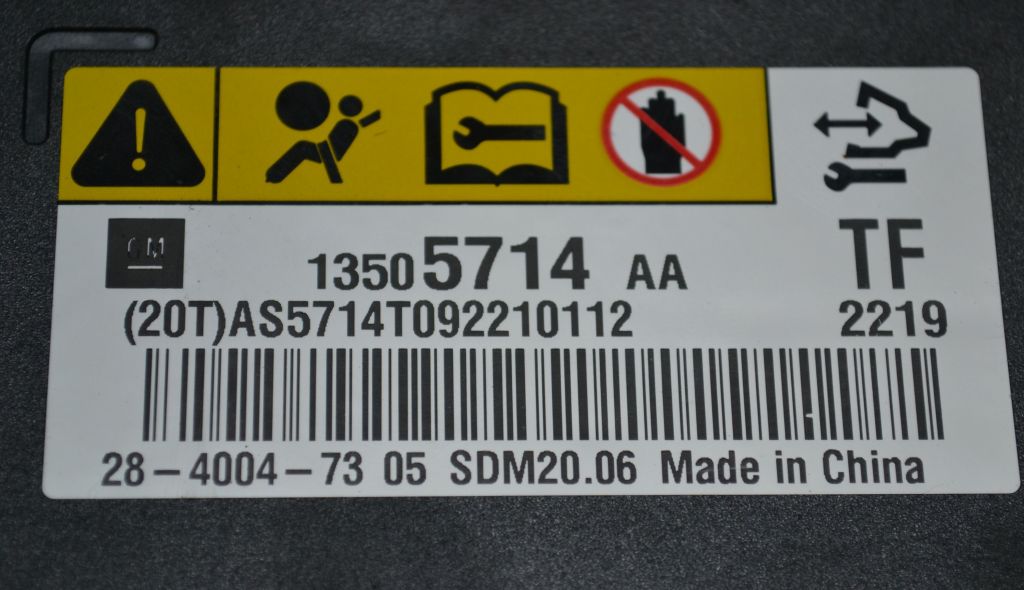 GM
13505714 AA TF
(20T)AS5714T092210112 2219
28-4004-73 05 SDM20.06 Made in China